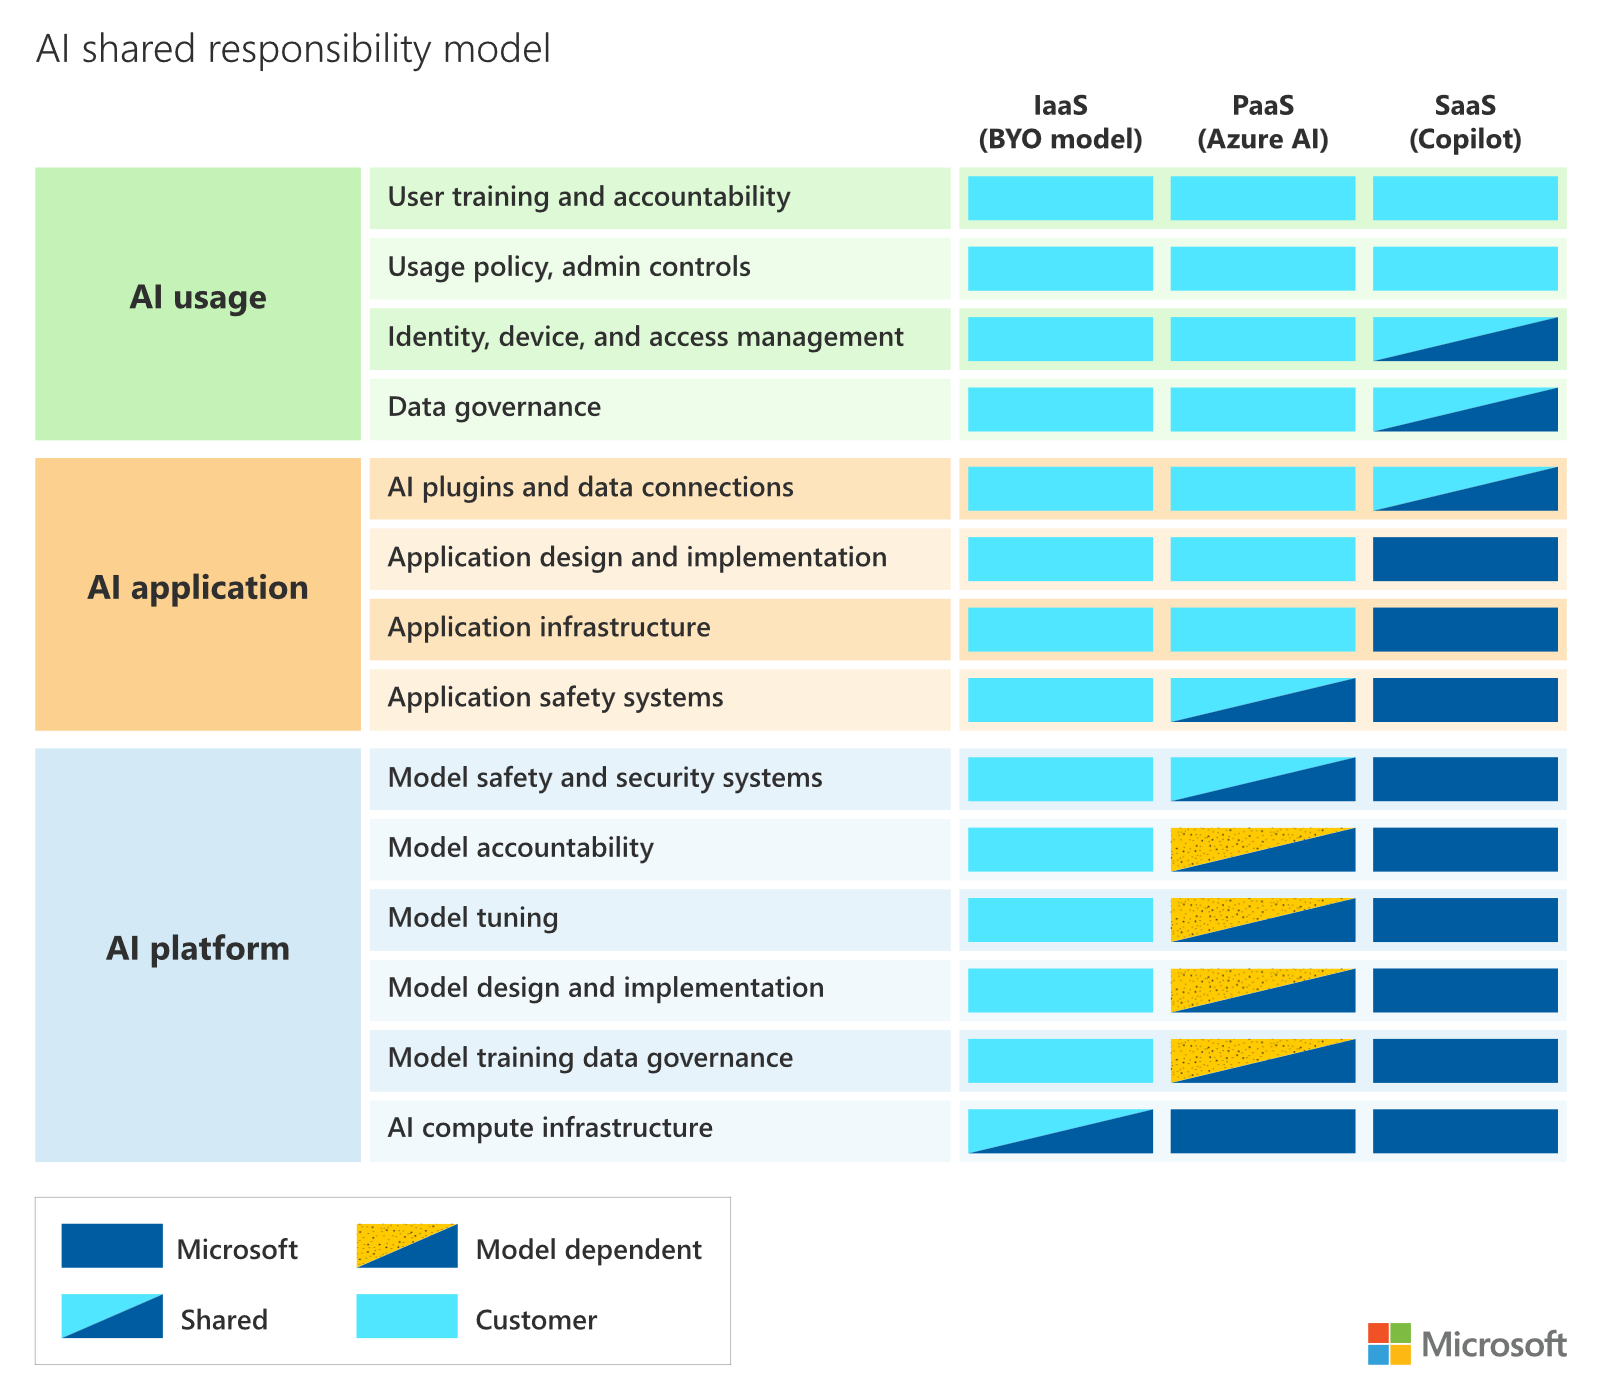 AI shared responsibility model
IaaS
(BYO model)
PaaS
(Azure AI)
SaaS
(Copilot)
AI usage
User training and accountability
Usage policy, admin controls
Identity, device, and access management
Data governance
AI application
AI plugins and data connections
Application design and implementation
Application infrastructure
Application safety systems
AI platform
Model safety and security systems
Model accountability
Model tuning
Model design and implementation
Model training data governance
AI compute infrastructure
Microsoft
Model dependent
Shared
Customer
Microsoft